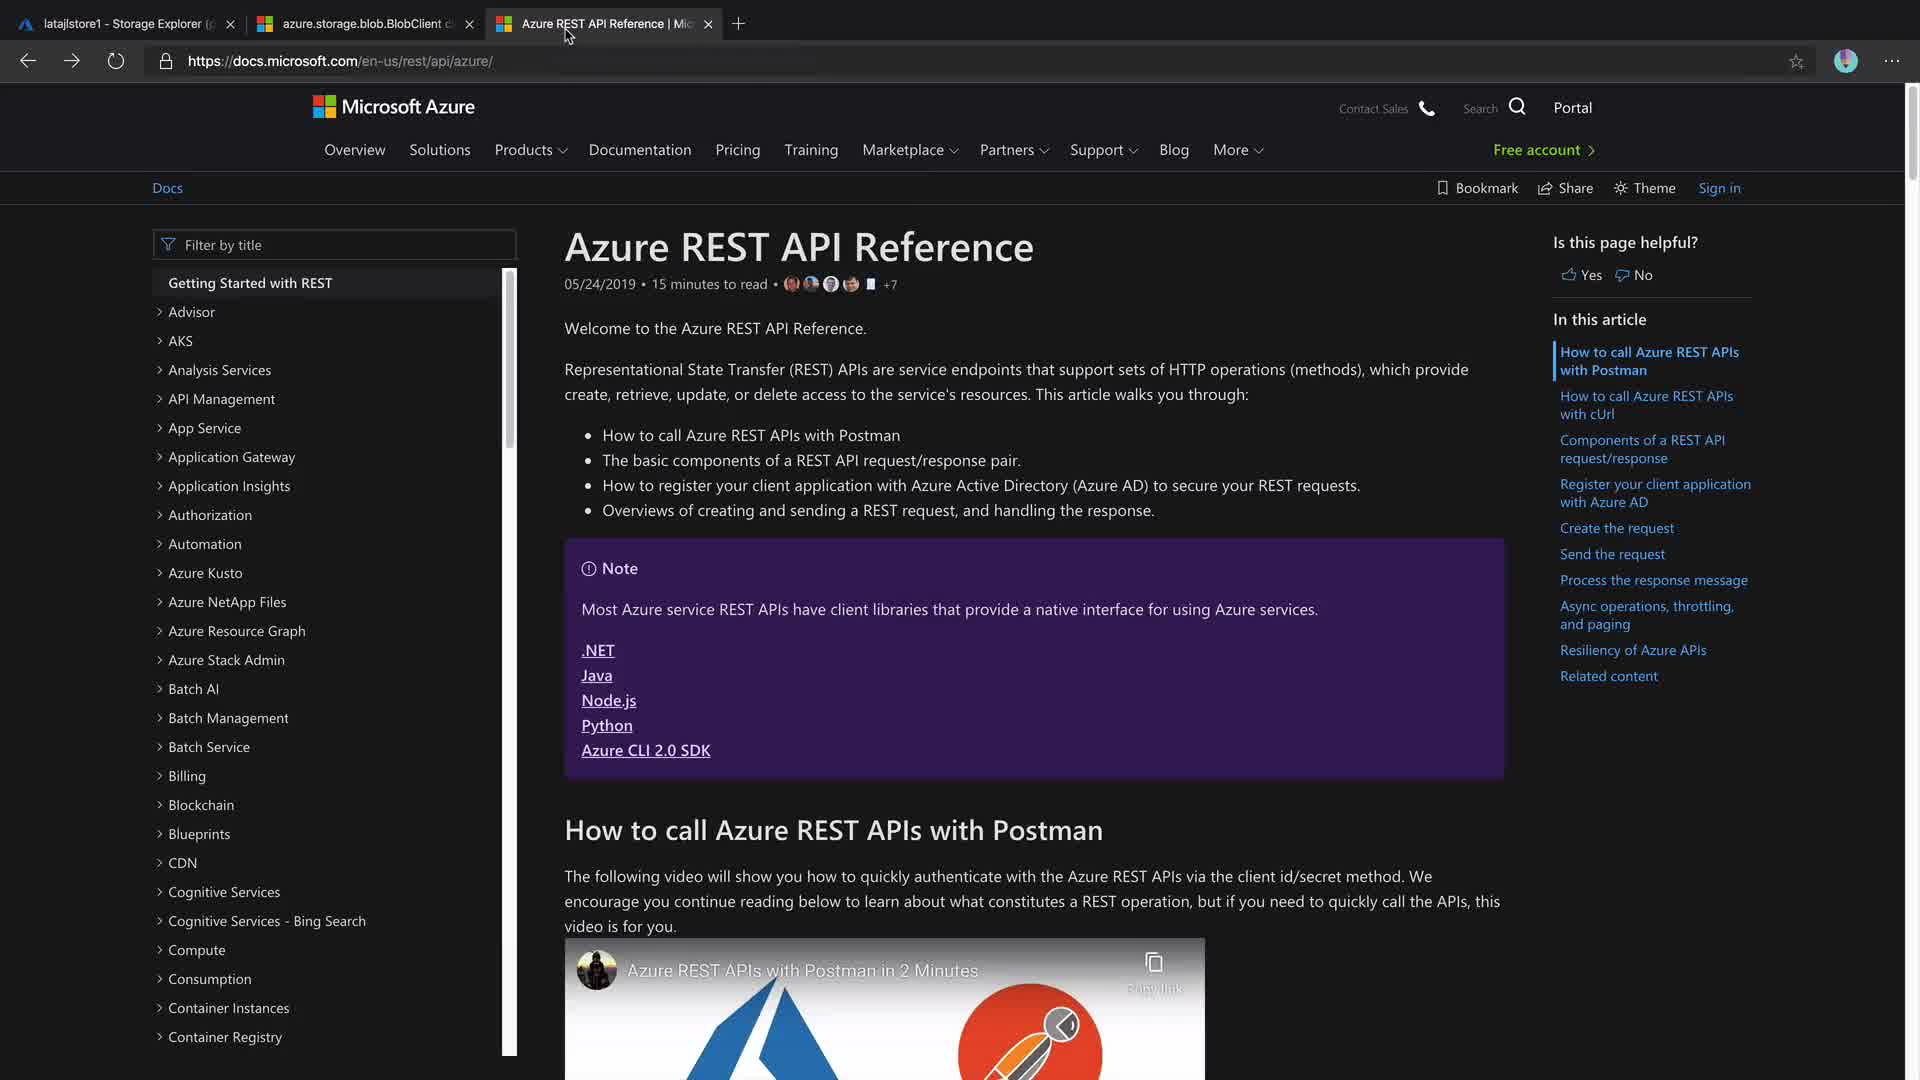 latajlstore1 - Storage Explorer (p
azure.storage.blob.BlobClient c
Azure REST API Reference | Mic
https://docs.microsoft.com/en-us/rest/api/azure/
Microsoft Azure
Contact Sales
Search
Portal
Overview
Solutions
Products
Documentation
Pricing
Training
Marketplace
Partners
Support
Blog
More
Free account
Docs
Bookmark
Share
Theme
Sign in
Filter by title
Getting Started with REST
Advisor
AKS
Analysis Services
API Management
App Service
Application Gateway
Application Insights
Authorization
Automation
Azure Kusto
Azure NetApp Files
Azure Resource Graph
Azure Stack Admin
Batch AI
Batch Management
Batch Service
Billing
Blockchain
Blueprints
CDN
Cognitive Services
Cognitive Services - Bing Search
Compute
Consumption
Container Instances
Container Registry
Azure REST API Reference
05/24/2019 • 15 minutes to read • +7
Welcome to the Azure REST API Reference.
Representational State Transfer (REST) APIs are service endpoints that support sets of HTTP operations (methods), which provide
create, retrieve, update, or delete access to the service's resources. This article walks you through:
• How to call Azure REST APIs with Postman
• The basic components of a REST API request/response pair.
• How to register your client application with Azure Active Directory (Azure AD) to secure your REST requests.
• Overviews of creating and sending a REST request, and handling the response.
Note
Most Azure service REST APIs have client libraries that provide a native interface for using Azure services.
.NET
Java
Node.js
Python
Azure CLI 2.0 SDK
How to call Azure REST APIs with Postman
The following video will show you how to quickly authenticate with the Azure REST APIs via the client id/secret method. We
encourage you continue reading below to learn about what constitutes a REST operation, but if you need to quickly call the APIs, this
video is for you.
Azure REST APIs with Postman in 2 Minutes
Copy link
Is this page helpful?
Yes
No
In this article
How to call Azure REST APIs
with Postman
How to call Azure REST APIs
with cUrl
Components of a REST API
request/response
Register your client application
with Azure AD
Create the request
Send the request
Process the response message
Async operations, throttling,
and paging
Resiliency of Azure APIs
Related content